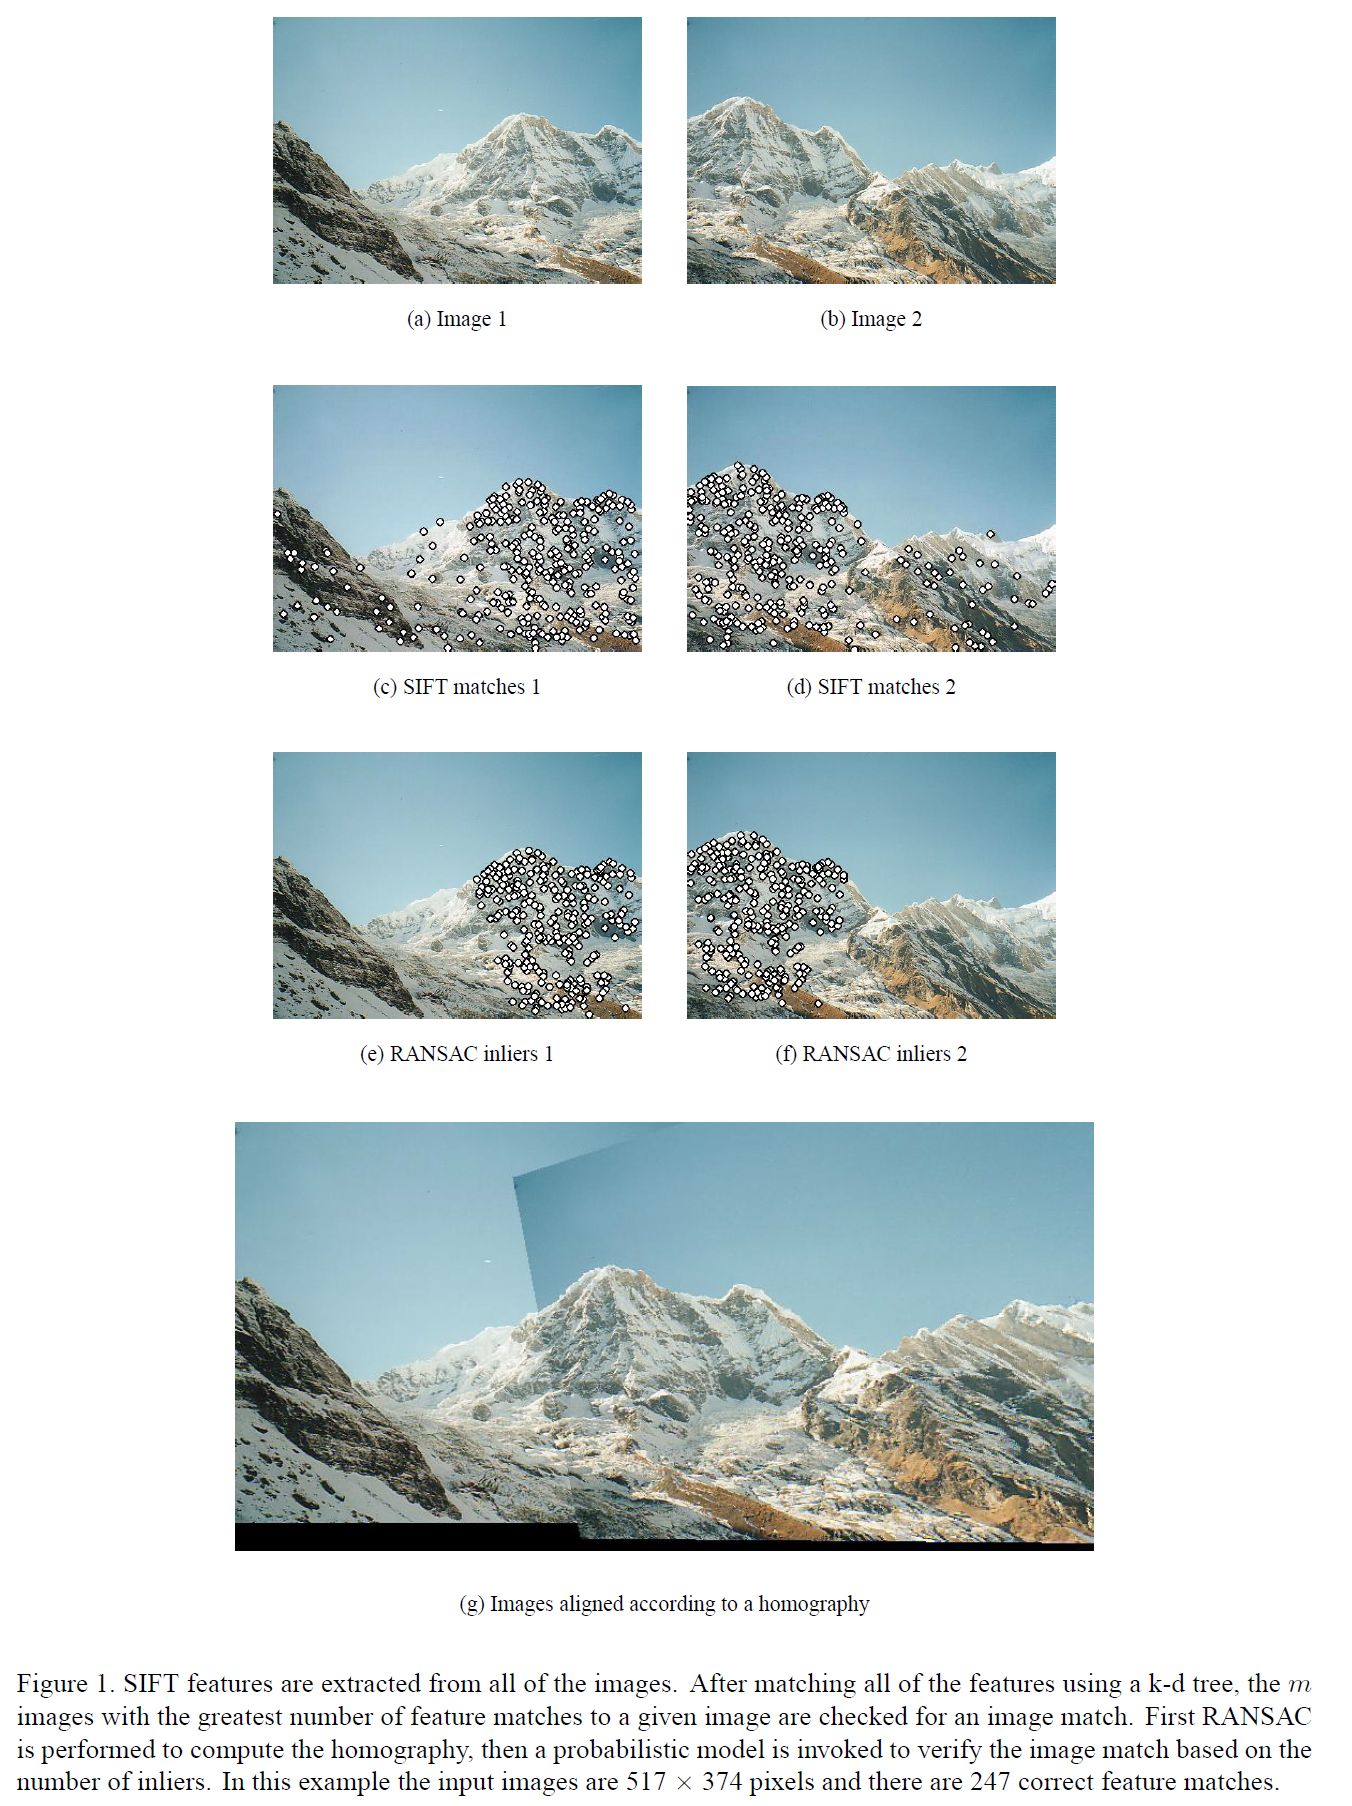 (a) Image 1
(b) Image 2
(c) SIFT matches 1
(d) SIFT matches 2
(e) RANSAC inliers 1
(f) RANSAC inliers 2
(g) Images aligned according to a homography
Figure 1. SIFT features are extracted from all of the images. After matching all of the features using a k-d tree, the m
images with the greatest number of feature matches to a given image are checked for an image match. First RANSAC
is performed to compute the homography, then a probabilistic model is invoked to verify the image match based on the
number of inliers. In this example the input images are 517 × 374 pixels and there are 247 correct feature matches.